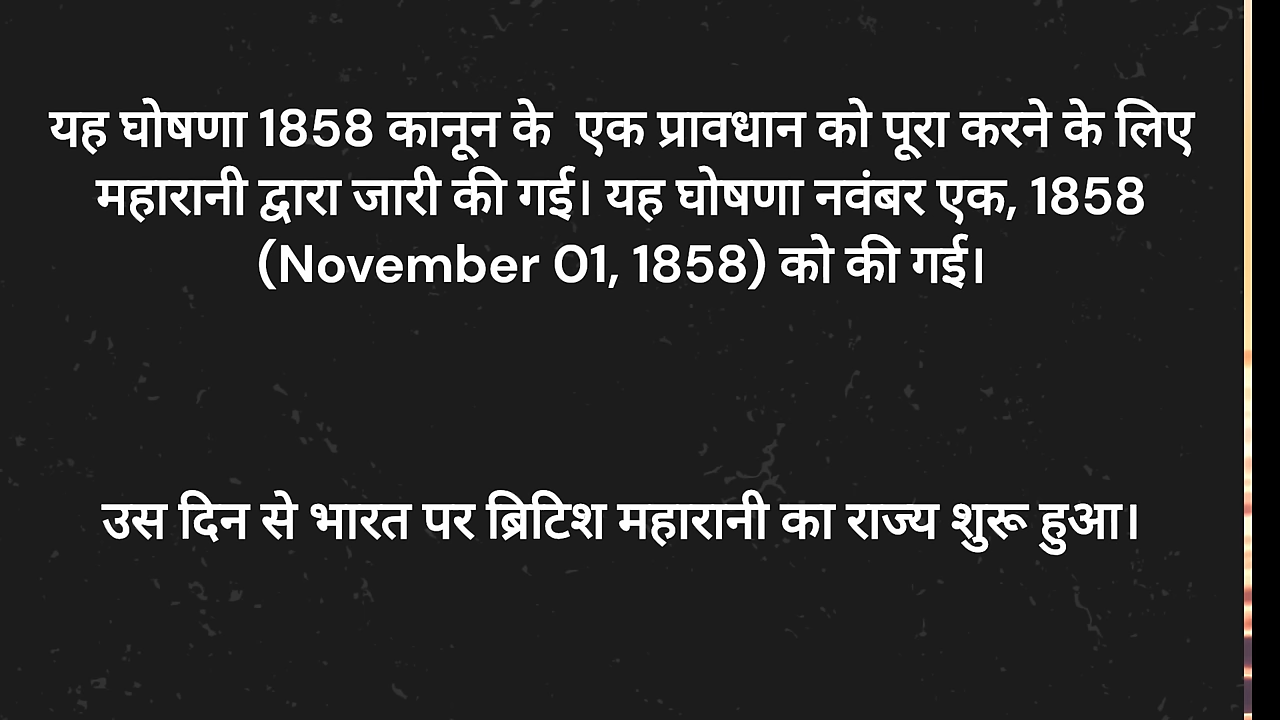 यह घोषणा 1858 कानून के एक प्रावधान को पूरा करने के लिए
महारानी द्वारा जारी की गई। यह घोषणा नवंबर एक, 1858
(November 01, 1858) को की गई।
उस दिन से भारत पर ब्रिटिश महारानी का राज्य शुरू हुआ।